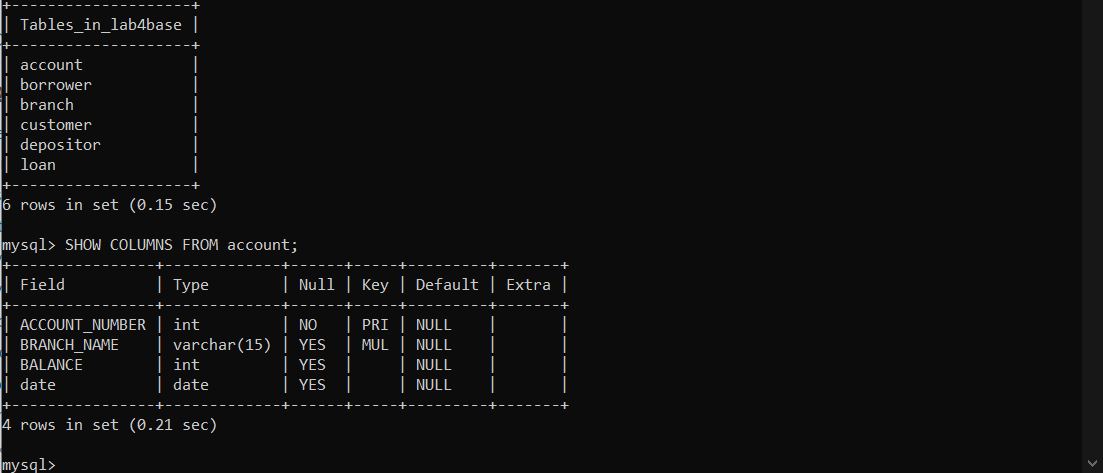 +--------------------+
| Tables_in_lab4base |
+--------------------+
| account            |
| borrower           |
| branch             |
| customer           |
| depositor          |
| loan               |
+--------------------+
6 rows in set (0.15 sec)

mysql> SHOW COLUMNS FROM account;
+----------------+-------------+------+-----+---------+-------+
| Field          | Type        | Null | Key | Default | Extra |
+----------------+-------------+------+-----+---------+-------+
| ACCOUNT_NUMBER | int         | NO   | PRI | NULL    |       |
| BRANCH_NAME    | varchar(15) | YES  | MUL | NULL    |       |
| BALANCE        | int         | YES  |     | NULL    |       |
| date           | date        | YES  |     | NULL    |       |
+----------------+-------------+------+-----+---------+-------+
4 rows in set (0.21 sec)

mysql>